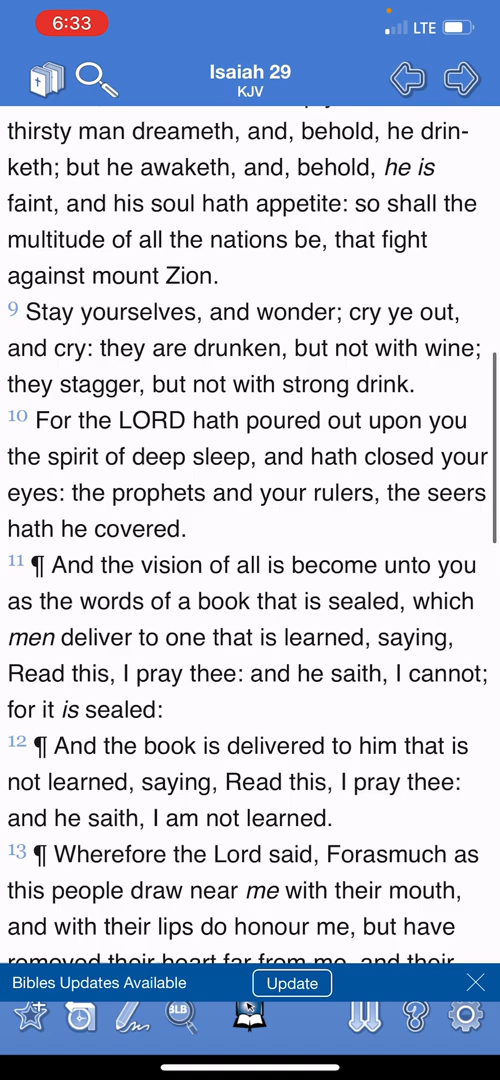 6:33
LTE
Isaiah 29
KJV
thirsty man dreameth, and, behold, he drin-
keth; but he awaketh, and, behold, he is
faint, and his soul hath appetite: so shall the
multitude of all the nations be, that fight
against mount Zion.
9 Stay yourselves, and wonder; cry ye out,
and cry: they are drunken, but not with wine;
they stagger, but not with strong drink.
10 For the LORD hath poured out upon you
the spirit of deep sleep, and hath closed your
eyes: the prophets and your rulers, the seers
hath he covered.
11 ¶ And the vision of all is become unto you
as the words of a book that is sealed, which
men deliver to one that is learned, saying,
Read this, I pray thee: and he saith, I cannot;
for it is sealed:
12 ¶ And the book is delivered to him that is
not learned, saying, Read this, I pray thee:
and he saith, I am not learned.
13 ¶ Wherefore the Lord said, Forasmuch as
this people draw near me with their mouth,
and with their lips do honour me, but have
removed their heart far from me, and their
Bibles Updates Available
Update
BLB